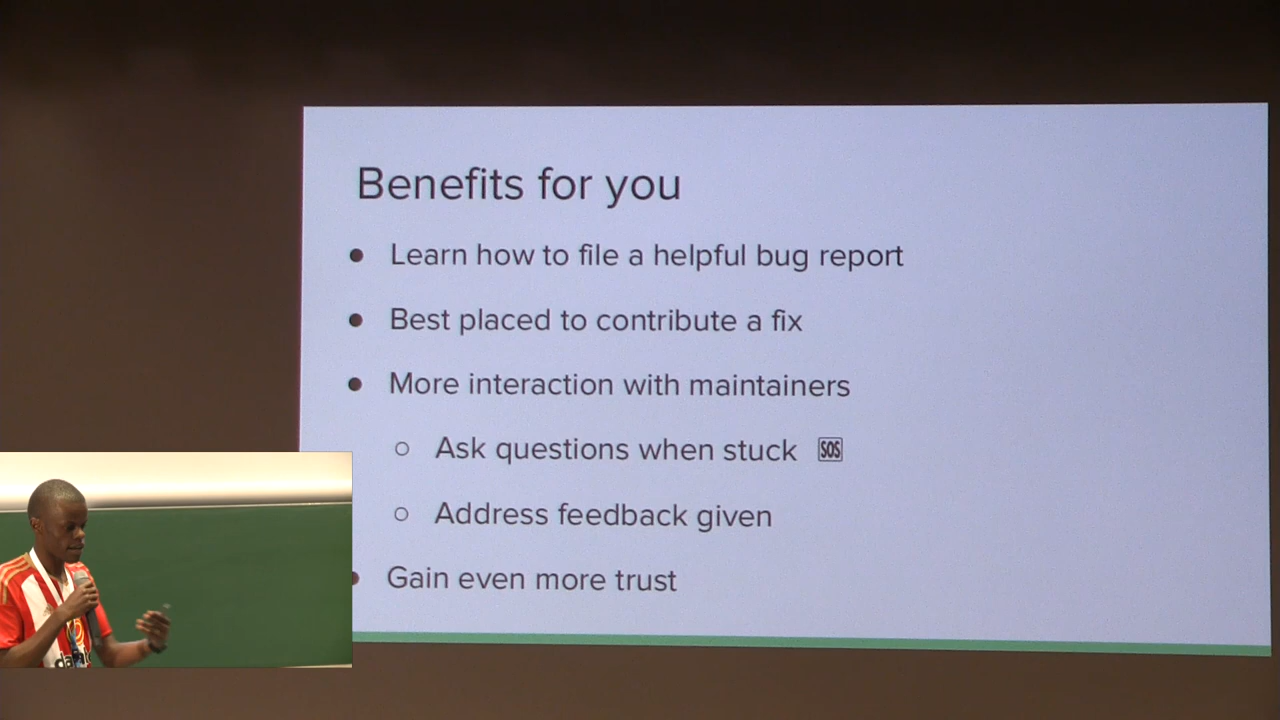 Benefits for you
● Learn how to file a helpful bug report
● Best placed to contribute a fix
● More interaction with maintainers
○ Ask questions when stuck 🆘
○ Address feedback given
● Gain even more trust